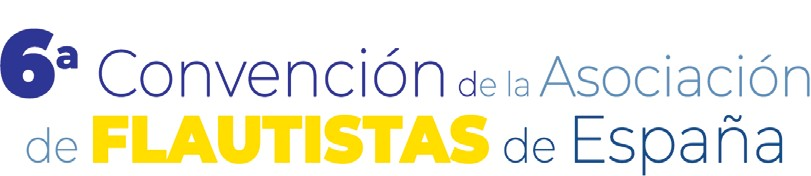 6ª Convención de la Asociación
de FLAUTISTAS de España